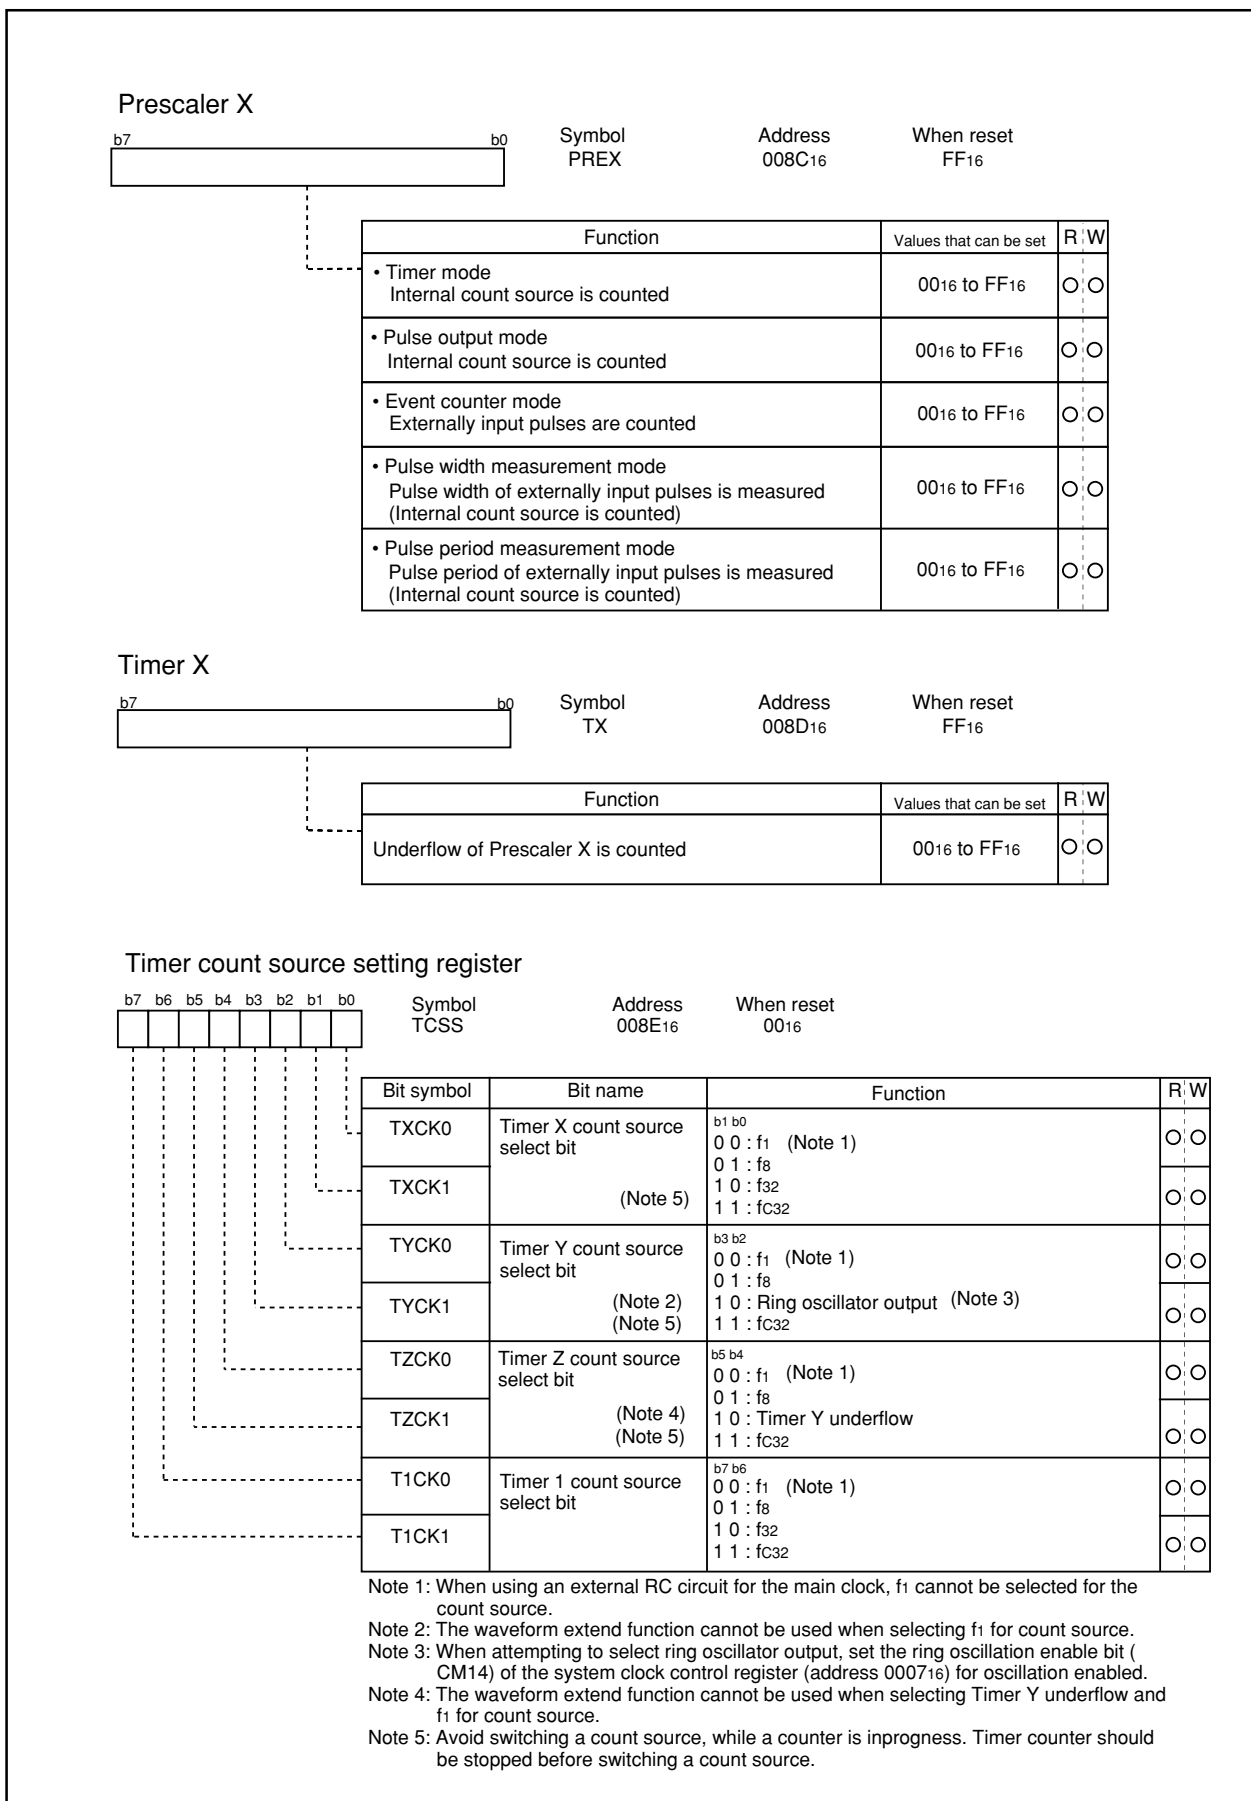 Prescaler X
b7 b0 Symbol Address When reset
PREX 008C16 FF16
Function Values that can be set R W
• Timer mode
Internal count source is counted 0016 to FF16 O O
• Pulse output mode
Internal count source is counted 0016 to FF16 O O
• Event counter mode
Externally input pulses are counted 0016 to FF16 O O
• Pulse width measurement mode
Pulse width of externally input pulses is measured 0016 to FF16 O O
(Internal count source is counted)
• Pulse period measurement mode
Pulse period of externally input pulses is measured 0016 to FF16 O O
(Internal count source is counted)
Timer X
b7 b0 Symbol Address When reset
TX 008D16 FF16
Function Values that can be set R W
Underflow of Prescaler X is counted 0016 to FF16 O O
Timer count source setting register
b7 b6 b5 b4 b3 b2 b1 b0 Symbol Address When reset
TCSS 008E16 0016
Bit symbol Bit name Function R W
TXCK0 Timer X count source select bit b1 b0
0 0 : f1 (Note 1) O O
0 1 : f8
TXCK1 (Note 5) 1 0 : f32 O O
1 1 : fC32
TYCK0 Timer Y count source select bit b3 b2
0 0 : f1 (Note 1) O O
0 1 : f8
TYCK1 (Note 2) 1 0 : Ring oscillator output (Note 3) O O
(Note 5) 1 1 : fC32
TZCK0 Timer Z count source select bit b5 b4
0 0 : f1 (Note 1) O O
0 1 : f8
TZCK1 (Note 4) 1 0 : Timer Y underflow
(Note 5) 1 1 : fC32 O O
T1CK0 Timer 1 count source select bit b7 b6
0 0 : f1 (Note 1) O O
0 1 : f8
T1CK1 1 0 : f32
1 1 : fC32 O O
Note 1: When using an external RC circuit for the main clock, f1 cannot be selected for the
count source.
Note 2: The waveform extend function cannot be used when selecting f1 for count source.
Note 3: When attempting to select ring oscillator output, set the ring oscillation enable bit (
CM14) of the system clock control register (address 000716) for oscillation enabled.
Note 4: The waveform extend function cannot be used when selecting Timer Y underflow and
f1 for count source.
Note 5: Avoid switching a count source, while a counter is inprogness. Timer counter should
be stopped before switching a count source.